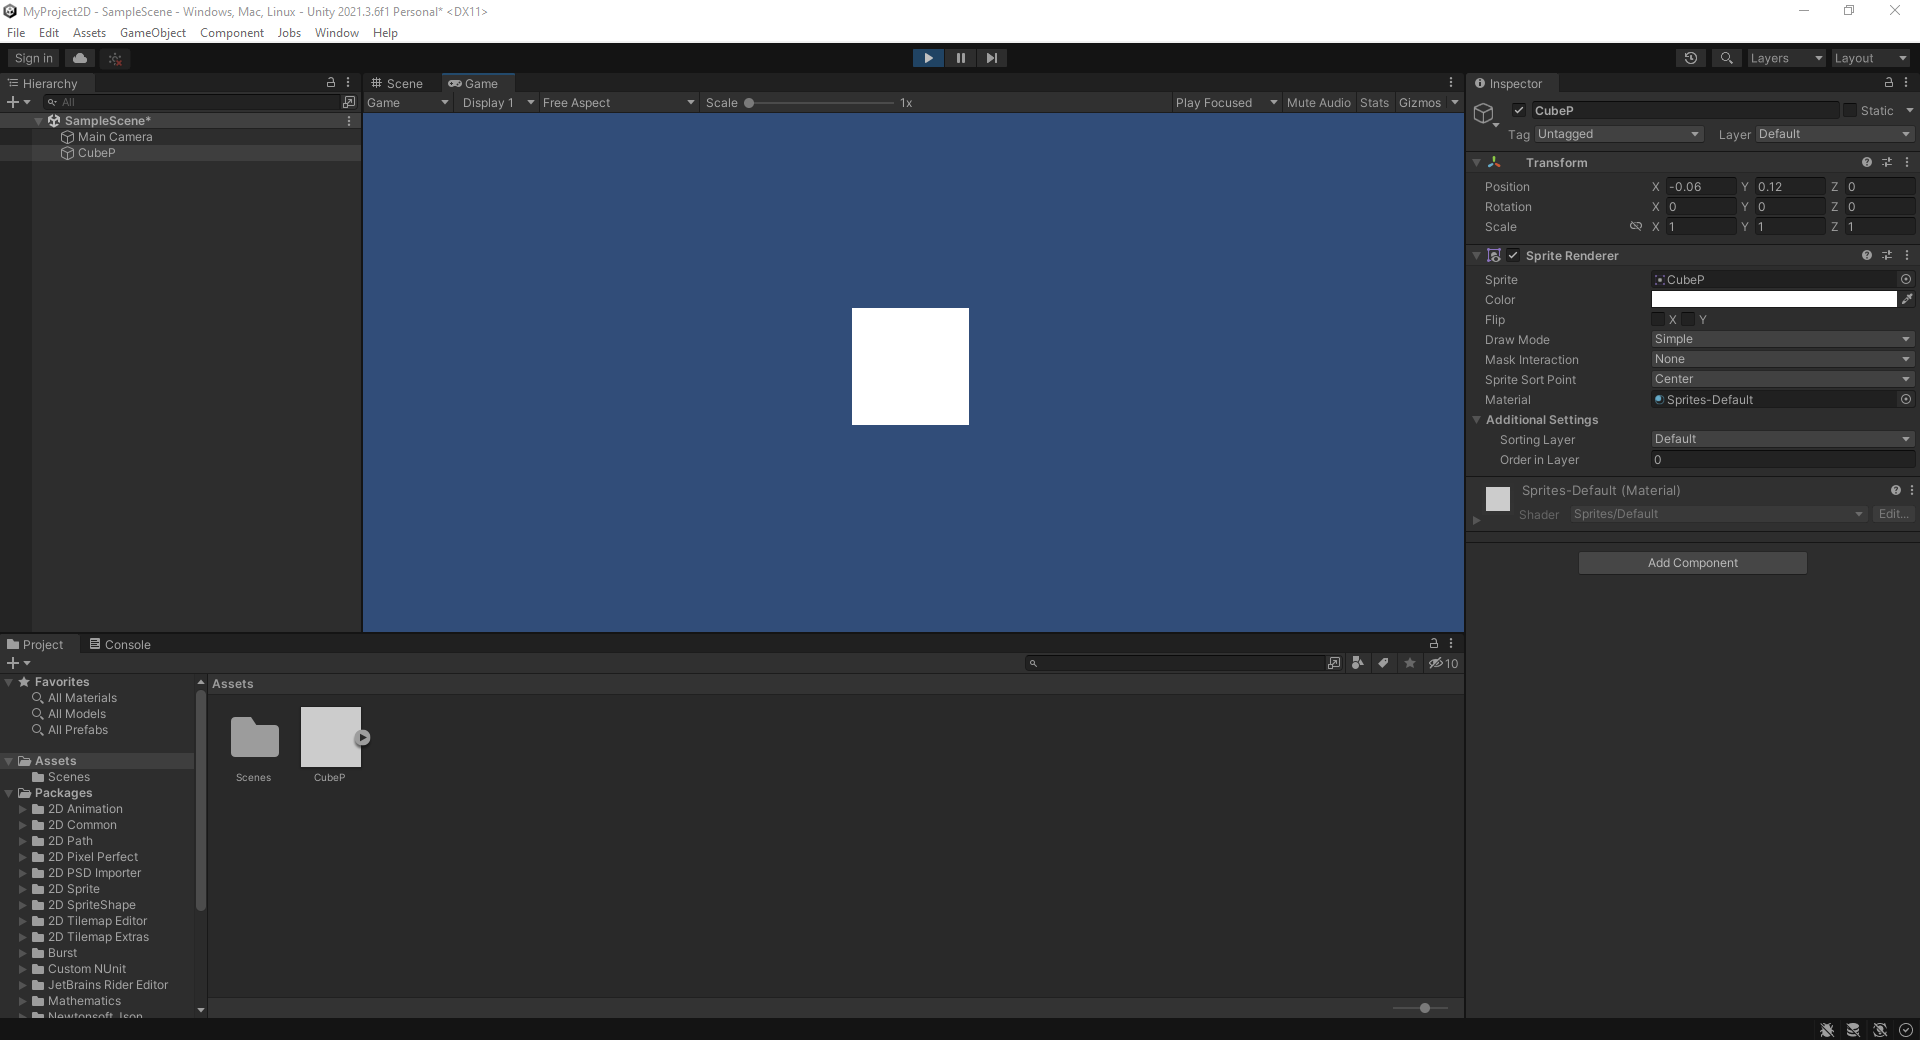 MyProject2D - SampleScene - Windows, Mac, Linux - Unity 2021.3.6f1 Personal* <DX11>
File Edit Assets GameObject Component Jobs Window Help
Sign in
Layers Layout
Hierarchy
All
SampleScene*
Main Camera
CubeP
Scene Game
Game Display 1 Free Aspect Scale 1x Play Focused Mute Audio Stats Gizmos
Inspector
CubeP Static
Tag Untagged Layer Default
Transform
Position X -0.06 Y 0.12 Z 0
Rotation X 0 Y 0 Z 0
Scale X 1 Y 1 Z 1
Sprite Renderer
Sprite CubeP
Color
Flip X Y
Draw Mode Simple
Mask Interaction None
Sprite Sort Point Center
Material Sprites-Default
Additional Settings
Sorting Layer Default
Order in Layer 0
Sprites-Default (Material)
Shader Sprites/Default Edit...
Add Component
Project Console
10
Favorites
All Materials
All Models
All Prefabs
Assets
Scenes
Packages
2D Animation
2D Common
2D Path
2D Pixel Perfect
2D PSD Importer
2D Sprite
2D SpriteShape
2D Tilemap Editor
2D Tilemap Extras
Burst
Custom NUnit
JetBrains Rider Editor
Mathematics
Newtonsoft Json
Assets
Scenes CubeP